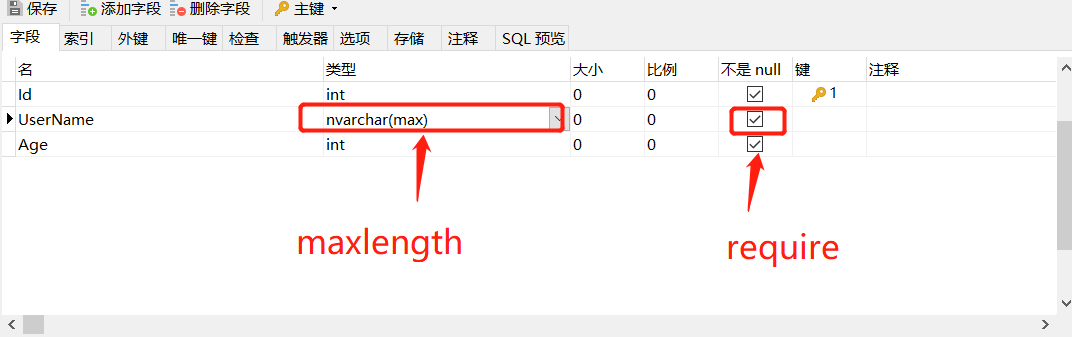 保存 添加字段 删除字段 主键
字段 索引 外键 唯一键 检查 触发器 选项 存储 注释 SQL 预览
名 类型 大小 比例 不是 null 键 注释
Id int 0 0 1
UserName nvarchar(max) 0 0
Age int 0 0
maxlength require